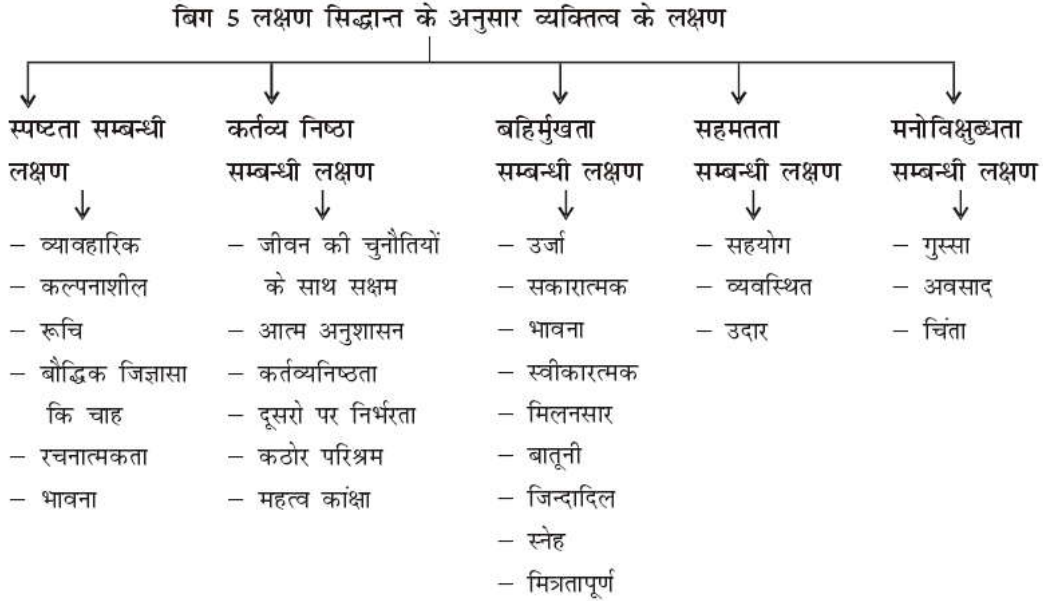 बिग 5 लक्षण सिद्धान्त के अनुसार व्यक्तित्व के लक्षण
स्पष्टता सम्बन्धी
लक्षण
– व्यावहारिक
– कल्पनाशील
– रूचि
– बौद्धिक जिज्ञासा
कि चाह
– रचनात्मकता
– भावना
कर्तव्य निष्ठा
सम्बन्धी लक्षण
– जीवन की चुनौतियों
के साथ सक्षम
– आत्म अनुशासन
– कर्तव्यनिष्ठता
– दूसरो पर निर्भरता
– कठोर परिश्रम
– महत्व कांक्षा
बहिर्मुखता
सम्बन्धी लक्षण
– उर्जा
– सकारात्मक
– भावना
– स्वीकारत्मक
– मिलनसार
– बातूनी
– जिन्दादिल
– स्नेह
– मित्रतापूर्ण
सहमतता
सम्बन्धी लक्षण
– सहयोग
– व्यवस्थित
– उदार
मनोविक्षुब्धता
सम्बन्धी लक्षण
– गुस्सा
– अवसाद
– चिंता